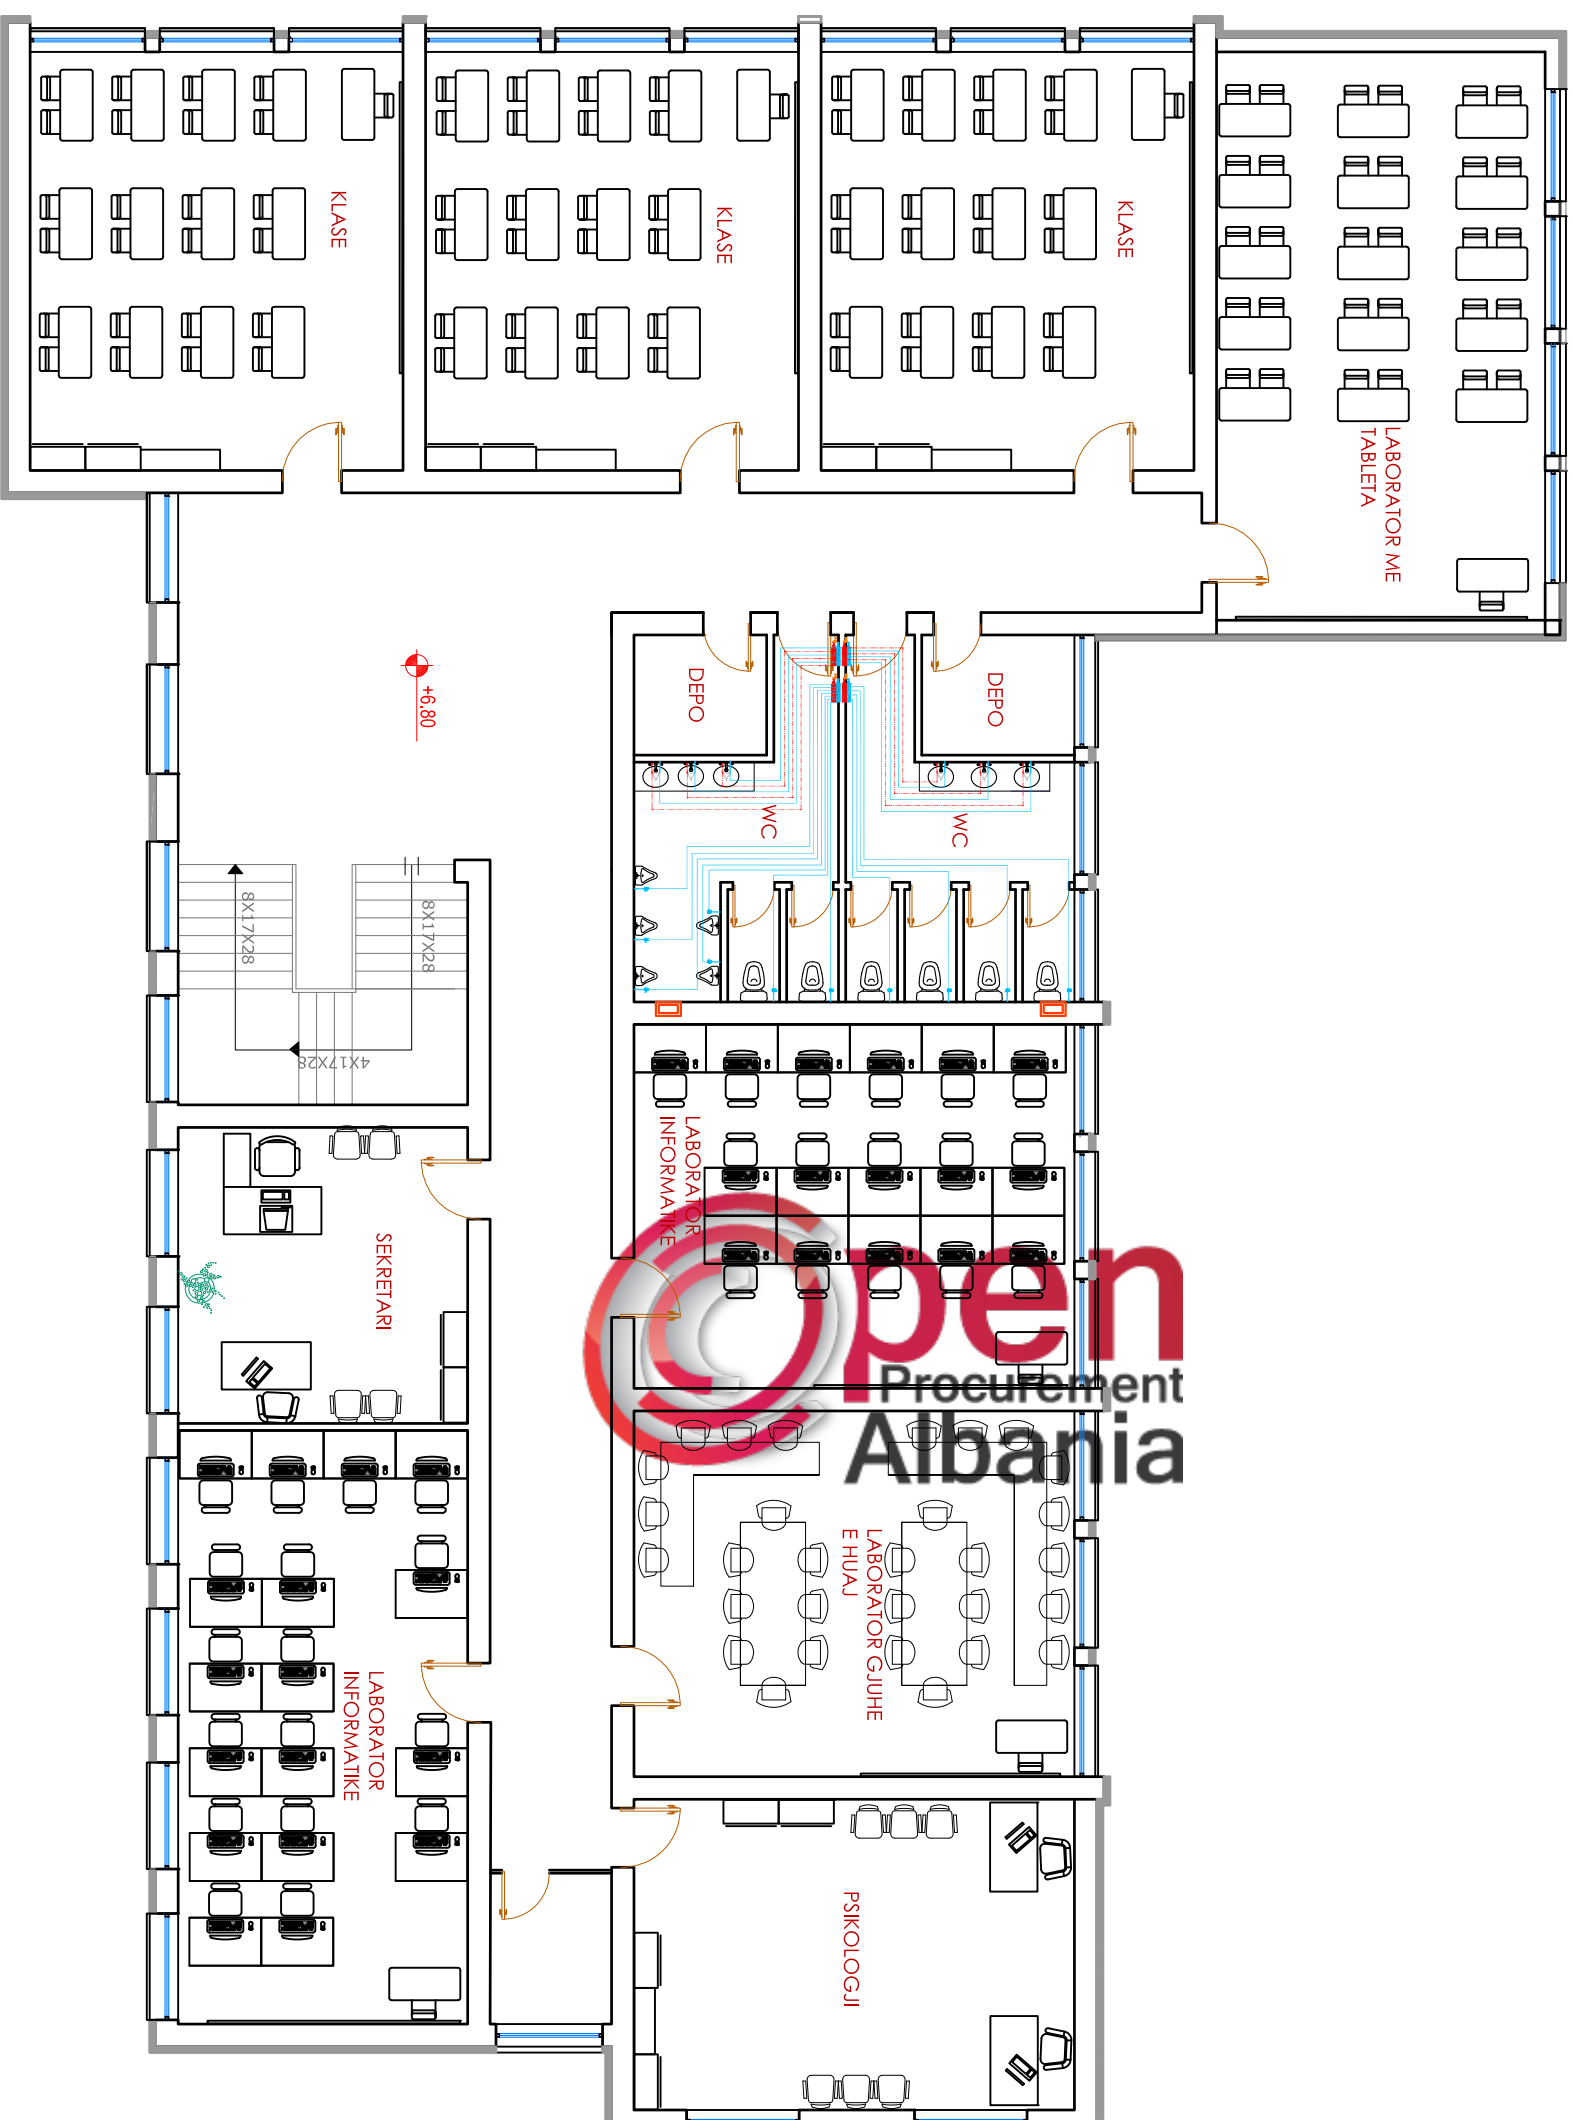 KLASE
KLASE
KLASE
LABORATOR ME
TABLETA
DEPO
DEPO
+6.80
WC
WC
8X17X28
8X17X28
4X17X28
LABORATOR
INFORMATIKE
SEKRETARI
Open
Procurement
Albania
LABORATOR GJUHE
E HUAJ
LABORATOR
INFORMATIKE
PSIKOLOGJI